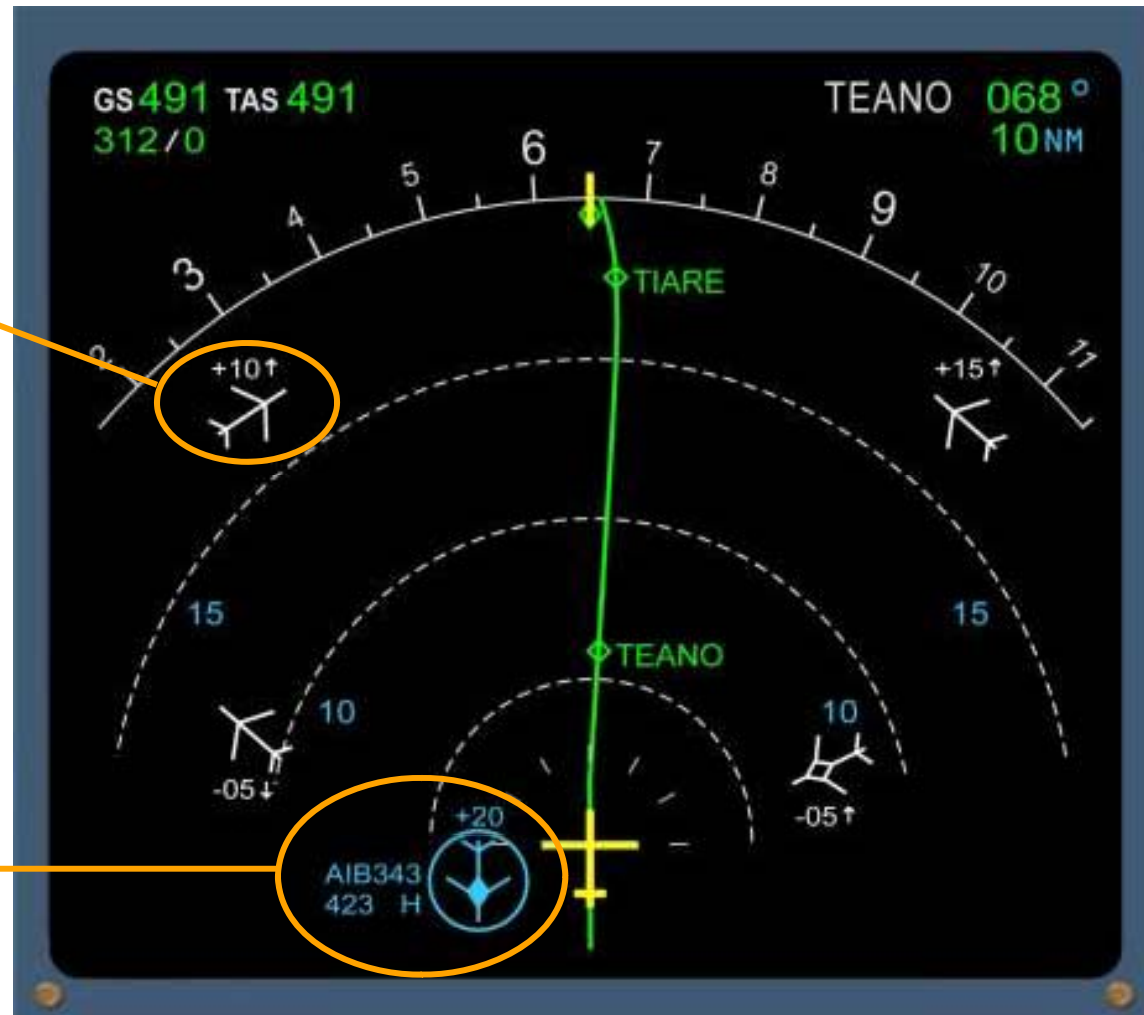 GS 491 TAS 491
312/0
TEANO 068°
10 NM
2 3 4 5 6 7 8 9 10 11
TIARE
+10↑
+15↑
15 15
TEANO
10 10
-05↓
-05↑
+20
AIB343
423 H